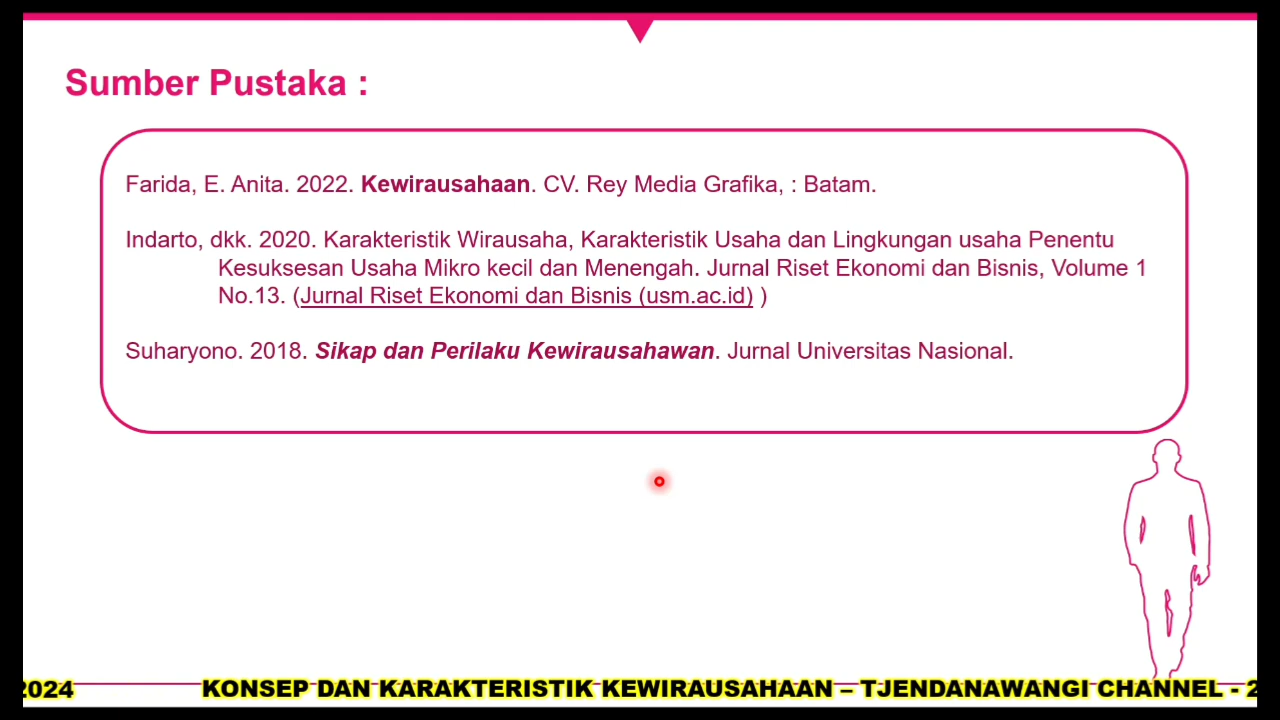 Sumber Pustaka :
Farida, E. Anita. 2022. Kewirausahaan. CV. Rey Media Grafika, : Batam.
Indarto, dkk. 2020. Karakteristik Wirausaha, Karakteristik Usaha dan Lingkungan usaha Penentu
Kesuksesan Usaha Mikro kecil dan Menengah. Jurnal Riset Ekonomi dan Bisnis, Volume 1
No.13. (Jurnal Riset Ekonomi dan Bisnis (usm.ac.id) )
Suharyono. 2018. Sikap dan Perilaku Kewirausahawan. Jurnal Universitas Nasional.
2024 KONSEP DAN KARAKTERISTIK KEWIRAUSAHAAN – TJENDANAWANGI CHANNEL - 2